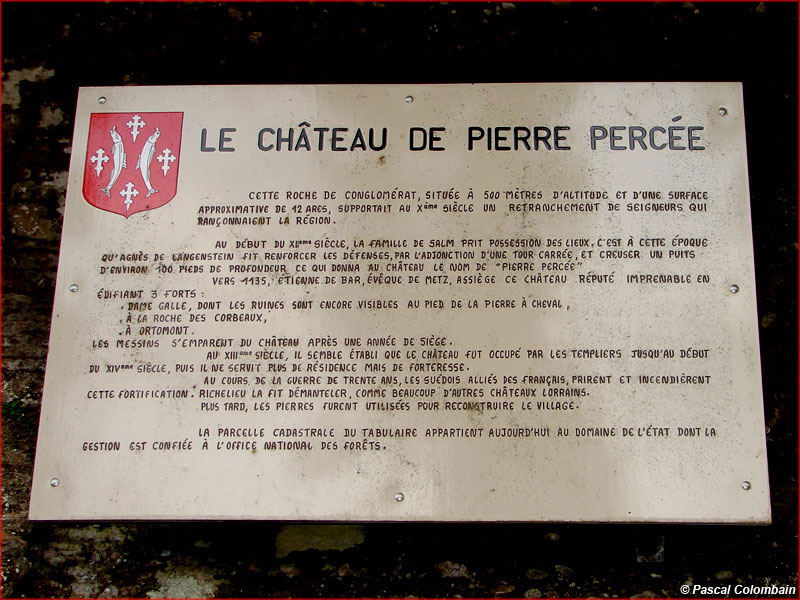 LE CHÂTEAU DE PIERRE PERCÉE
CETTE ROCHE DE CONGLOMÉRAT, SITUÉE À 500 MÈTRES D'ALTITUDE ET D'UNE SURFACE
APPROXIMATIVE DE 12 ARES, SUPPORTAIT AU Xème SIÈCLE UN RETRANCHEMENT DE SEIGNEURS QUI
RANÇONNAIENT LA RÉGION.
AU DÉBUT DU XIIème SIÈCLE, LA FAMILLE DE SALM PRIT POSSESSION DES LIEUX. C'EST À CETTE ÉPOQUE
QU'AGNÈS DE LANGENSTEIN FIT RENFORCER LES DÉFENSES, PAR L'ADJONCTION D'UNE TOUR CARRÉE, ET CREUSER UN PUITS
D'ENVIRON 100 PIEDS DE PROFONDEUR CE QUI DONNA AU CHÂTEAU LE NOM DE "PIERRE PERCÉE"
VERS 1135, ÉTIENNE DE BAR, ÉVÊQUE DE METZ, ASSIÈGE CE CHÂTEAU RÉPUTÉ IMPRENABLE EN
ÉDIFIANT 3 FORTS :
. DAME GALLE, DONT LES RUINES SONT ENCORE VISIBLES AU PIED DE LA PIERRE À CHEVAL,
. À LA ROCHE DES CORBEAUX,
. À ORTOMONT.
LES MESSINS S'EMPARENT DU CHÂTEAU APRÈS UNE ANNÉE DE SIÈGE.
AU XIIIème SIÈCLE, IL SEMBLE ÉTABLI QUE LE CHÂTEAU FUT OCCUPÉ PAR LES TEMPLIERS JUSQU'AU DÉBUT
DU XIVème SIÈCLE, PUIS IL NE SERVIT PLUS DE RÉSIDENCE MAIS DE FORTERESSE.
AU COURS DE LA GUERRE DE TRENTE ANS, LES SUÉDOIS ALLIÉS DES FRANÇAIS, PRIRENT ET INCENDIÈRENT
CETTE FORTIFICATION. RICHELIEU LA FIT DÉMANTELER, COMME BEAUCOUP D'AUTRES CHÂTEAUX LORRAINS.
PLUS TARD, LES PIERRES FURENT UTILISÉES POUR RECONSTRUIRE LE VILLAGE.
LA PARCELLE CADASTRALE DU TABULAIRE APPARTIENT AUJOURD'HUI AU DOMAINE DE L'ÉTAT DONT LA
GESTION EST CONFIÉE À L'OFFICE NATIONAL DES FORÊTS.
© Pascal Colombain